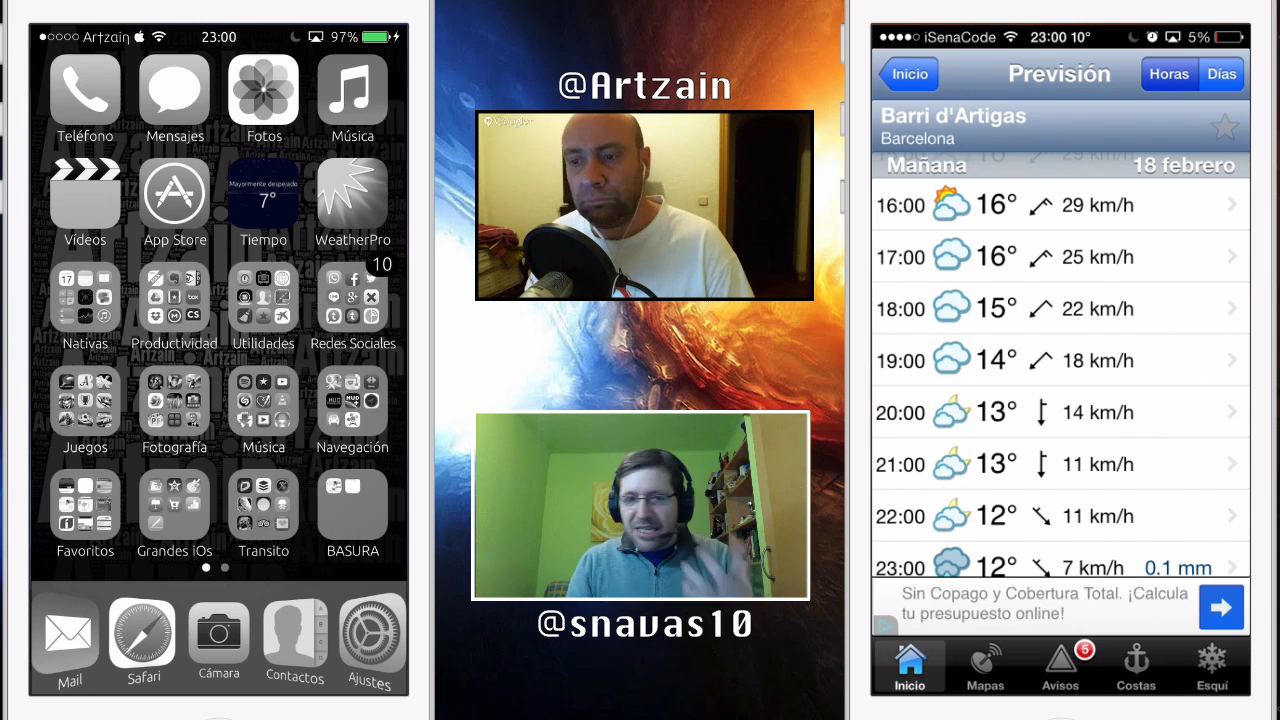 Artzain 23:00 97%
Teléfono Mensajes Fotos Música
Mayormente despejado
7°
Vídeos App Store Tiempo WeatherPro
10
17
box
CS
Nativas Productividad Utilidades Redes Sociales
Juegos Fotografía Música Navegación
Favoritos Grandes iOs Transito BASURA
Mail Safari Cámara Contactos Ajustes
@Artzain
@snavas10
iSenaCode 23:00 10° 5%
Inicio Previsión Horas Días
Barri d'Artigas
Barcelona
Mañana 18 febrero
16:00 16° 29 km/h
17:00 16° 25 km/h
18:00 15° 22 km/h
19:00 14° 18 km/h
20:00 13° 14 km/h
21:00 13° 11 km/h
22:00 12° 11 km/h
23:00 12° 7 km/h 0.1 mm
Sin Copago y Cobertura Total. ¡Calcula
tu presupuesto online!
5
Inicio Mapas Avisos Costas Esquí